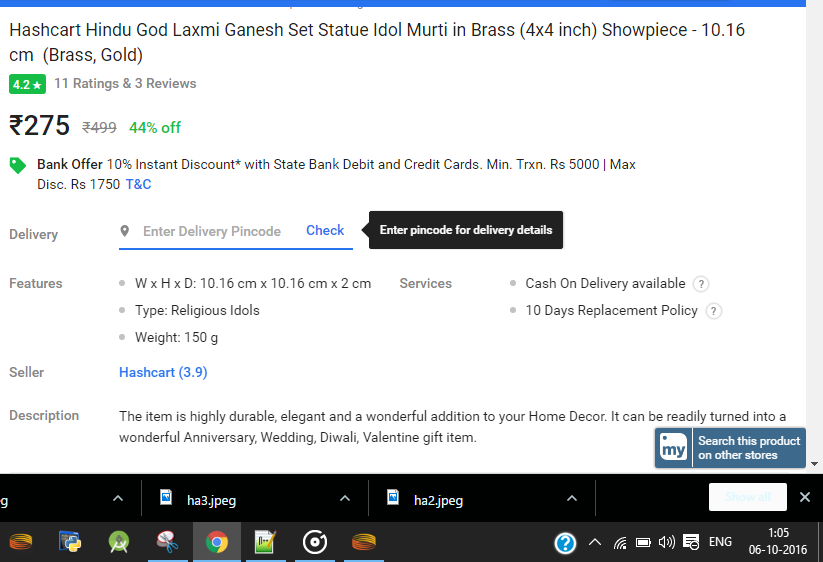 Hashcart Hindu God Laxmi Ganesh Set Statue Idol Murti in Brass (4x4 inch) Showpiece - 10.16
cm (Brass, Gold)
4.2 ★ 11 Ratings & 3 Reviews
₹275 ₹499 44% off
Bank Offer 10% Instant Discount* with State Bank Debit and Credit Cards. Min. Trxn. Rs 5000 | Max
Disc. Rs 1750 T&C
Delivery Enter Delivery Pincode Check Enter pincode for delivery details
Features • W x H x D: 10.16 cm x 10.16 cm x 2 cm Services • Cash On Delivery available ?
• Type: Religious Idols • 10 Days Replacement Policy ?
• Weight: 150 g
Seller Hashcart (3.9)
Description The item is highly durable, elegant and a wonderful addition to your Home Decor. It can be readily turned into a
wonderful Anniversary, Wedding, Diwali, Valentine gift item.
my Search this product
on other stores
g ha3.jpeg ha2.jpeg Show all
ENG 1:05
06-10-2016